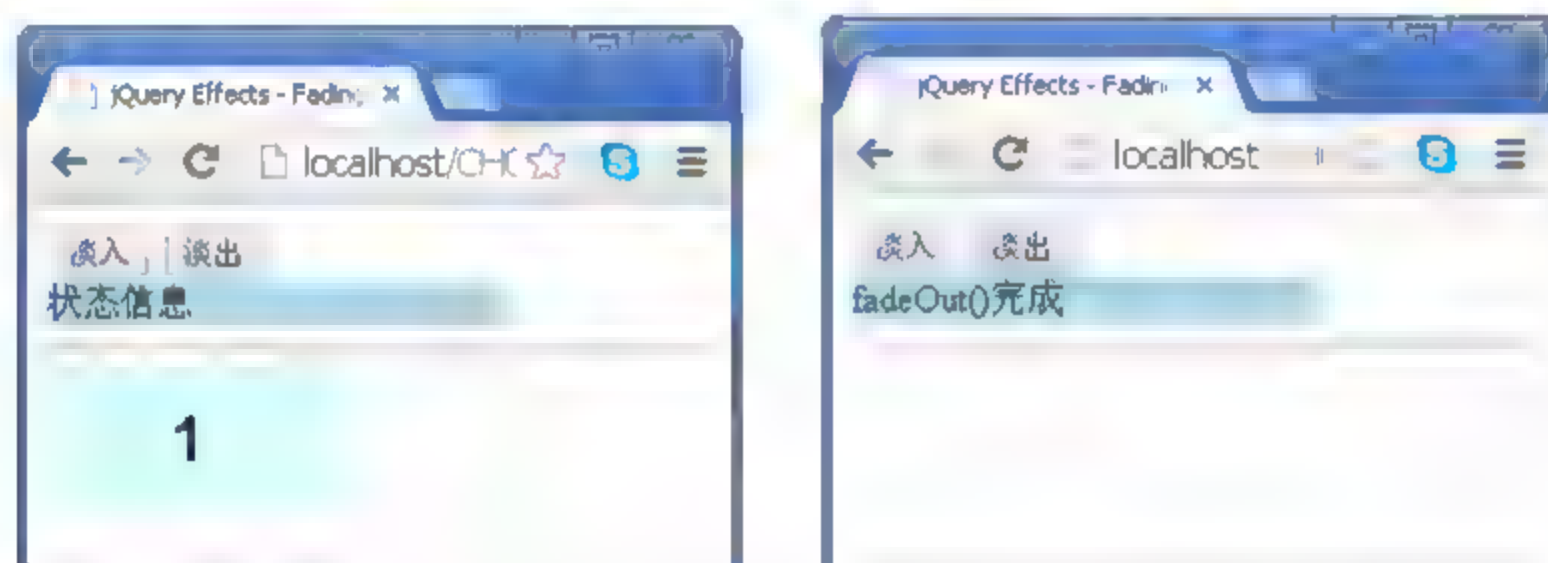 jQuery Effects - Fading
localhost/CH
淡入 淡出
状态信息
1
jQuery Effects - Fadin
localhost
淡入 淡出
fadeOut()完成